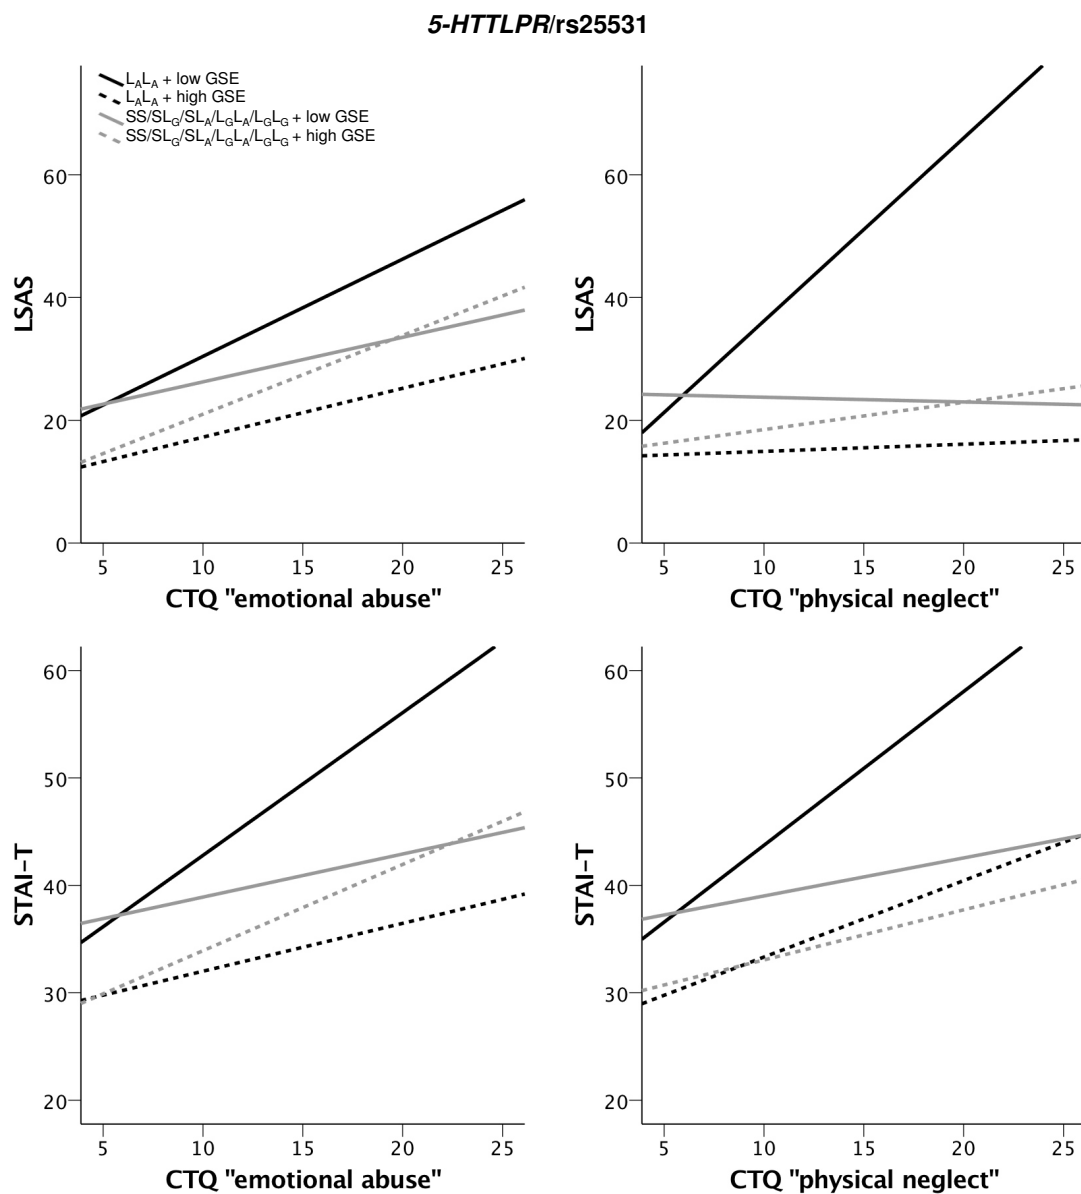 5-HTTLPR/rs25531
LALA + low GSE
LALA + high GSE
SS/SLG/SLA/LGLA/LGLG + low GSE
SS/SLG/SLA/LGLA/LGLG + high GSE
LSAS
60
40
20
0
5 10 15 20 25
CTQ "emotional abuse"
LSAS
60
40
20
0
5 10 15 20 25
CTQ "physical neglect"
STAI–T
60
50
40
30
20
5 10 15 20 25
CTQ "emotional abuse"
STAI–T
60
50
40
30
20
5 10 15 20 25
CTQ "physical neglect"